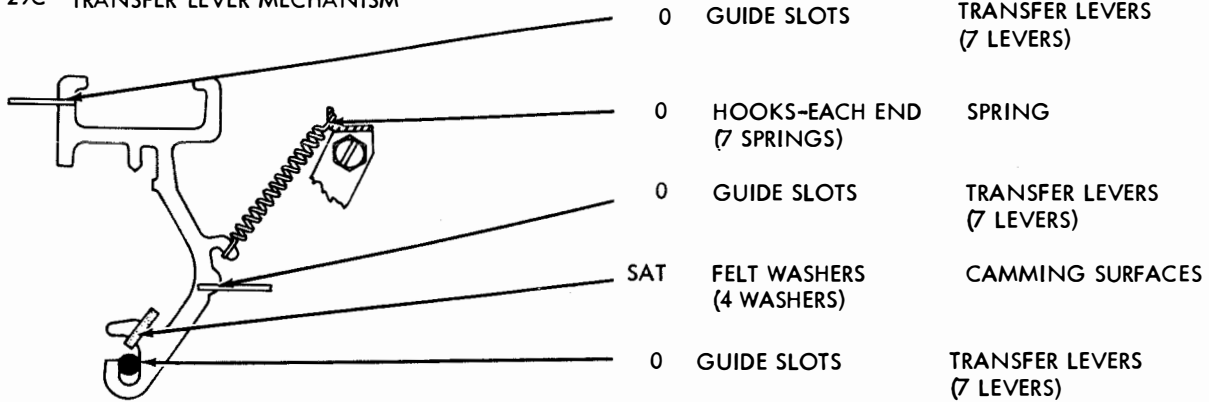 29C TRANSFER LEVER MECHANISM
0 GUIDE SLOTS TRANSFER LEVERS
(7 LEVERS)
0 HOOKS-EACH END SPRING
(7 SPRINGS)
0 GUIDE SLOTS TRANSFER LEVERS
(7 LEVERS)
SAT FELT WASHERS CAMMING SURFACES
(4 WASHERS)
0 GUIDE SLOTS TRANSFER LEVERS
(7 LEVERS)